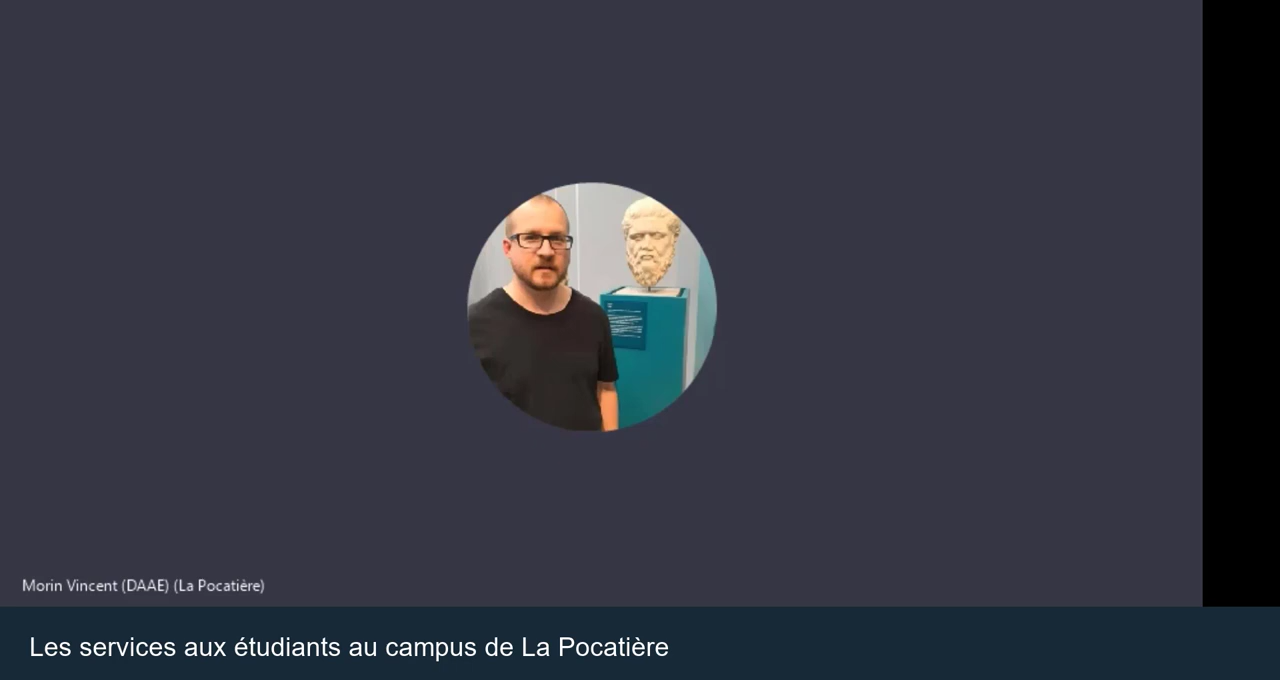 Morin Vincent (DAAE) (La Pocatière)
Les services aux étudiants au campus de La Pocatière